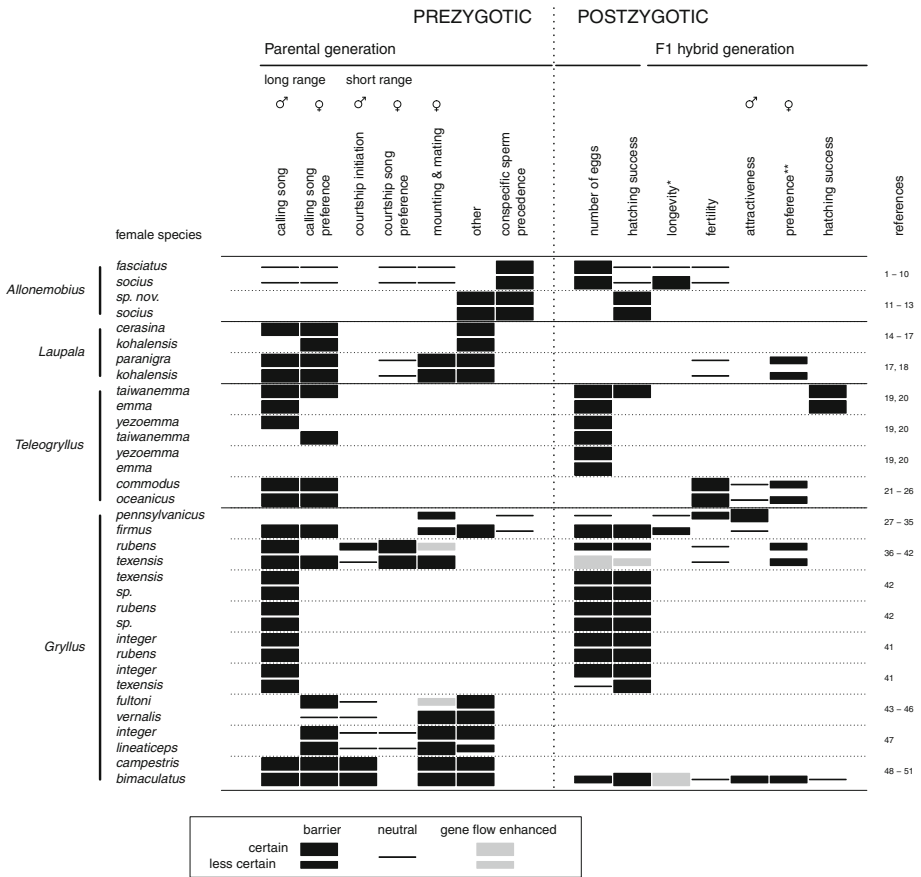 PREZYGOTIC POSTZYGOTIC
Parental generation F1 hybrid generation
long range short range
♂ ♀ ♂ ♀ ♀ ♂ ♀
female species
calling song
calling song preference
courtship initiation
courtship song preference
mounting & mating
other
conspecific sperm precedence
number of eggs
hatching success
longevity*
fertility
attractiveness
preference**
hatching success
references
Allonemobius
fasciatus
socius
1 – 10
sp. nov.
socius
11 – 13
Laupala
cerasina
kohalensis
14 – 17
paranigra
kohalensis
17, 18
Teleogryllus
taiwanemma
emma
19, 20
yezoemma
taiwanemma
19, 20
yezoemma
emma
19, 20
commodus
oceanicus
21 – 26
Gryllus
pennsylvanicus
firmus
27 – 35
rubens
texensis
36 – 42
texensis
sp.
42
rubens
sp.
42
integer
rubens
41
integer
texensis
41
fultoni
vernalis
43 – 46
integer
lineaticeps
47
campestris
bimaculatus
48 – 51
barrier neutral gene flow enhanced
certain
less certain